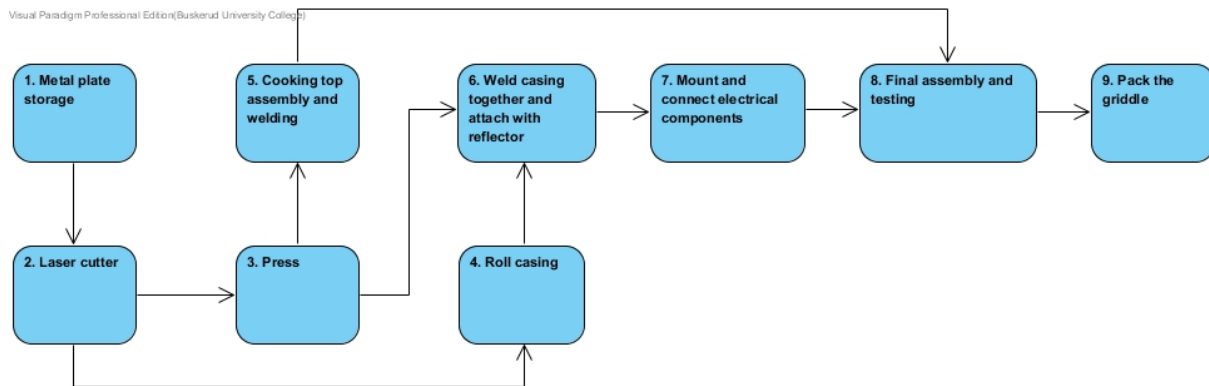 Visual Paradigm Professional Edition(Buskerud University College)
1. Metal plate
storage
5. Cooking top
assembly and
welding
6. Weld casing
together and
attach with
reflector
7. Mount and
connect electrical
components
8. Final assembly and
testing
9. Pack the
griddle
2. Laser cutter
3. Press
4. Roll casing